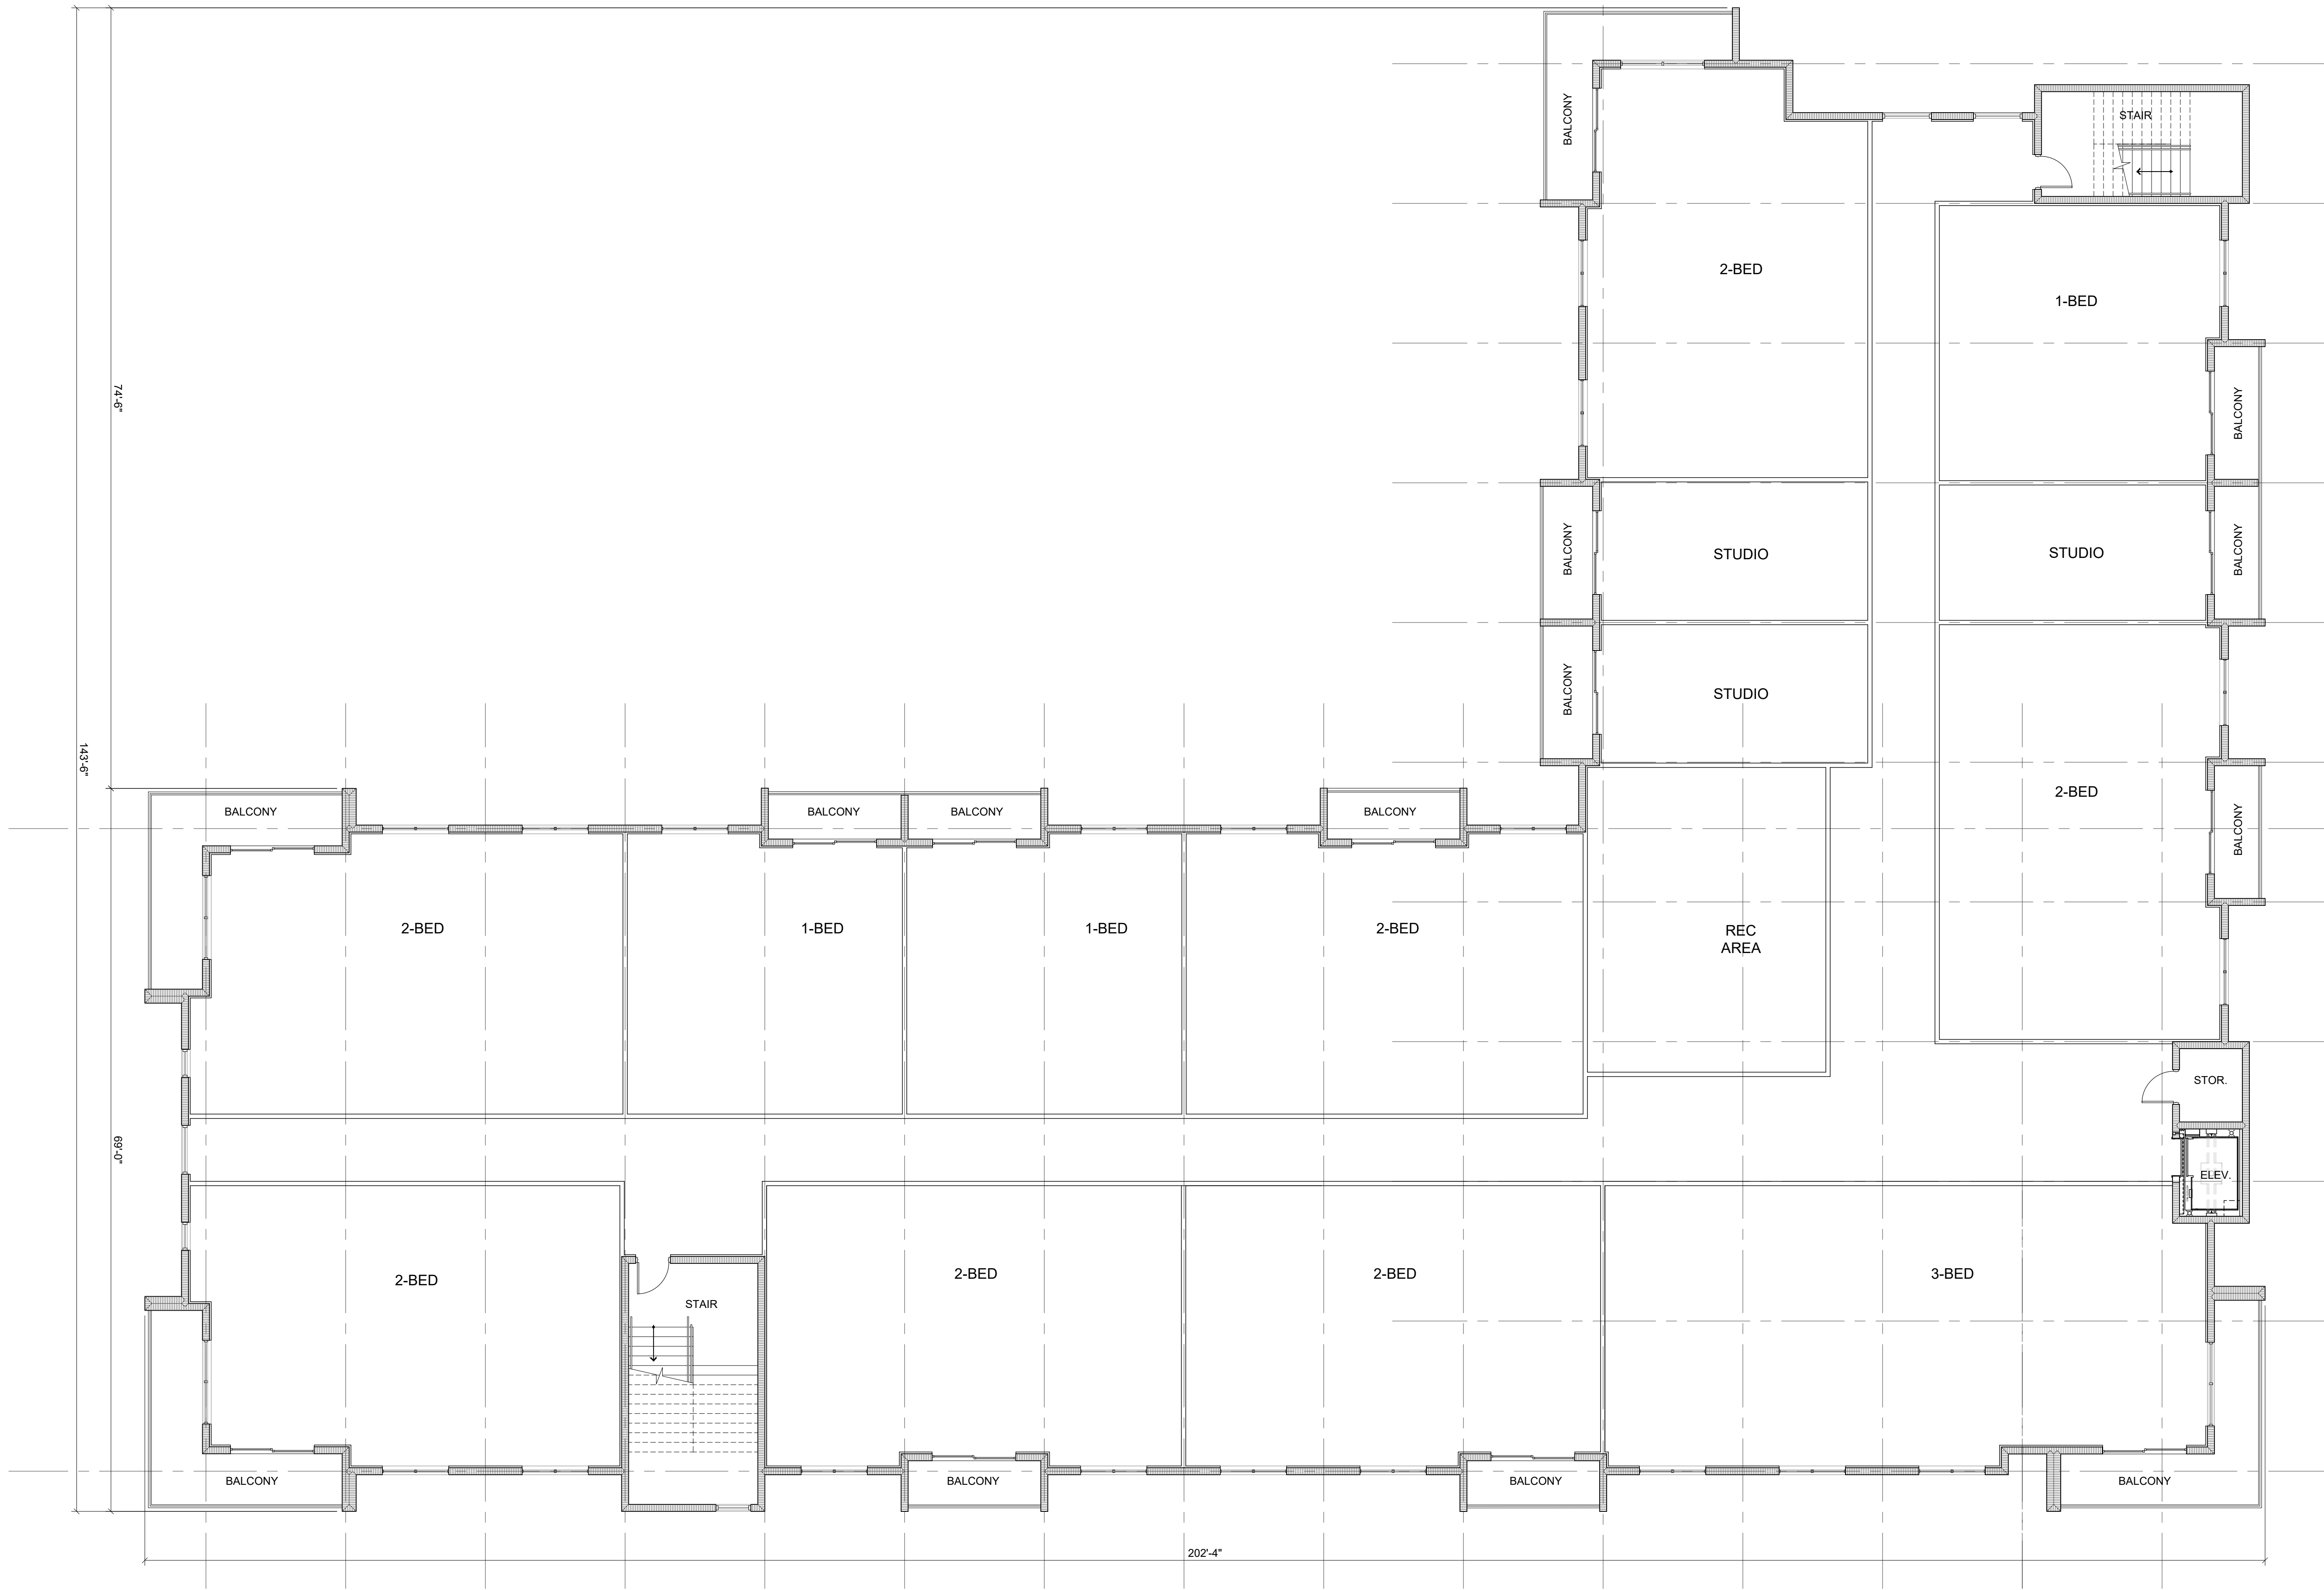 BALCONY
STAIR
2-BED
1-BED
74'-6"
BALCONY
BALCONY
BALCONY
STUDIO
STUDIO
BALCONY
STUDIO
143'-6"
2-BED
BALCONY
BALCONY
BALCONY
BALCONY
BALCONY
2-BED
1-BED
1-BED
2-BED
REC
AREA
STOR.
69'-0"
ELEV.
2-BED
2-BED
2-BED
3-BED
STAIR
BALCONY
BALCONY
BALCONY
BALCONY
202'-4"